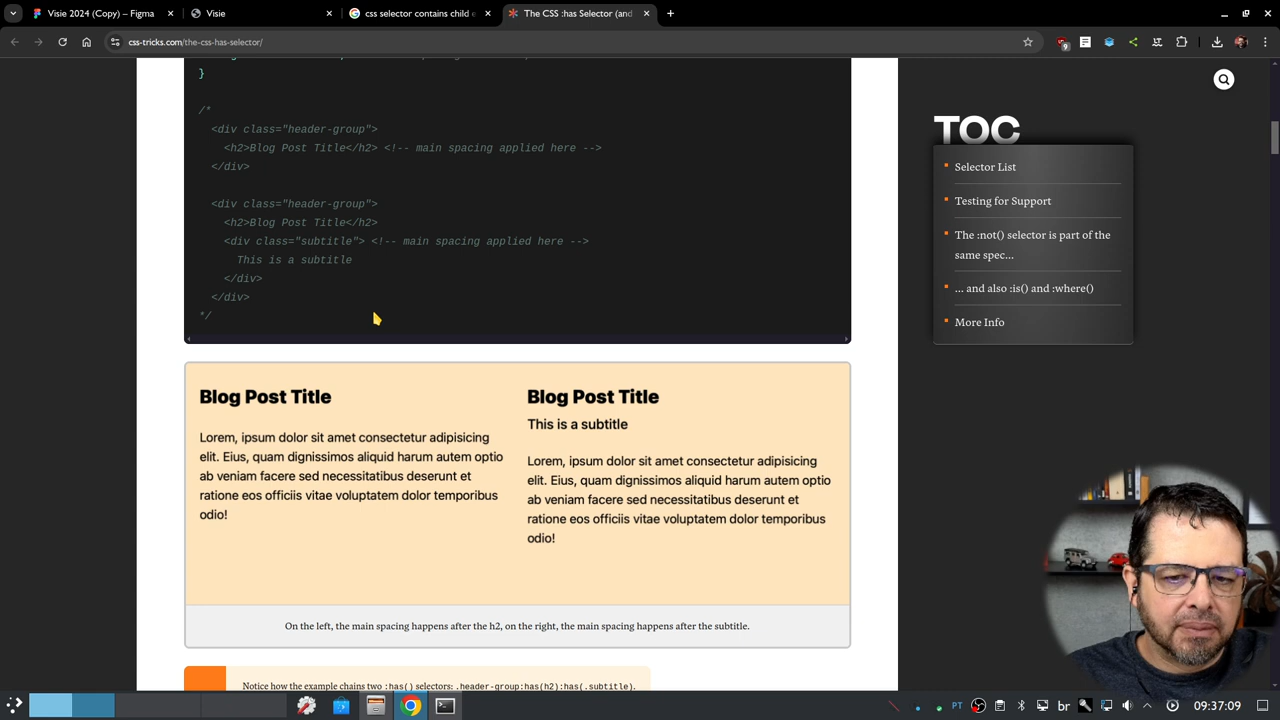 Visie 2024 (Copy) – Figma
Visie
css selector contains child e
The CSS :has Selector (and
css-tricks.com/the-css-has-selector/
9
}
/*
<div class="header-group">
<h2>Blog Post Title</h2> <!-- main spacing applied here -->
</div>
<div class="header-group">
<h2>Blog Post Title</h2>
<div class="subtitle"> <!-- main spacing applied here -->
This is a subtitle
</div>
</div>
*/
TOC
Selector List
Testing for Support
The :not() selector is part of the
same spec...
... and also :is() and :where()
More Info
Blog Post Title
Lorem, ipsum dolor sit amet consectetur adipisicing
elit. Eius, quam dignissimos aliquid harum autem optio
ab veniam facere sed necessitatibus deserunt et
ratione eos officiis vitae voluptatem dolor temporibus
odio!
Blog Post Title
This is a subtitle
Lorem, ipsum dolor sit amet consectetur adipisicing
elit. Eius, quam dignissimos aliquid harum autem optio
ab veniam facere sed necessitatibus deserunt et
ratione eos officiis vitae voluptatem dolor temporibus
odio!
On the left, the main spacing happens after the h2, on the right, the main spacing happens after the subtitle.
Notice how the example chains two :has() selectors: .header-group:has(h2):has(.subtitle).
PT
br
09:37:09